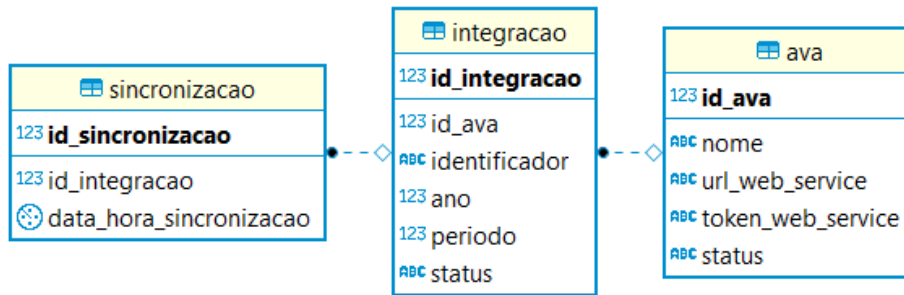 sincronizacao
123 id_sincronizacao
123 id_integracao
data_hora_sincronizacao
integracao
123 id_integracao
123 id_ava
ABC identificador
123 ano
123 periodo
ABC status
ava
123 id_ava
ABC nome
ABC url_web_service
ABC token_web_service
ABC status